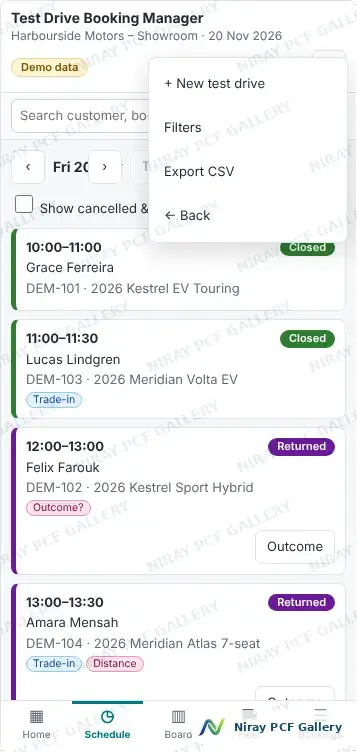 Test Drive Booking Manager
Harbourside Motors – Showroom · 20 Nov 2026
Demo data
+ New test drive
Search customer, bo
Filters
‹ Fri 20 › T
Export CSV
Show cancelled &
← Back
10:00–11:00 Closed
Grace Ferreira
DEM-101 · 2026 Kestrel EV Touring
11:00–11:30 Closed
Lucas Lindgren
DEM-103 · 2026 Meridian Volta EV
Trade-in
12:00–13:00 Returned
Felix Farouk
DEM-102 · 2026 Kestrel Sport Hybrid
Outcome?
Outcome
13:00–13:30 Returned
Amara Mensah
DEM-104 · 2026 Meridian Atlas 7-seat
Trade-in Distance
Home Schedule Board
Niray PCF Gallery
NIRAY PCF GALLERY